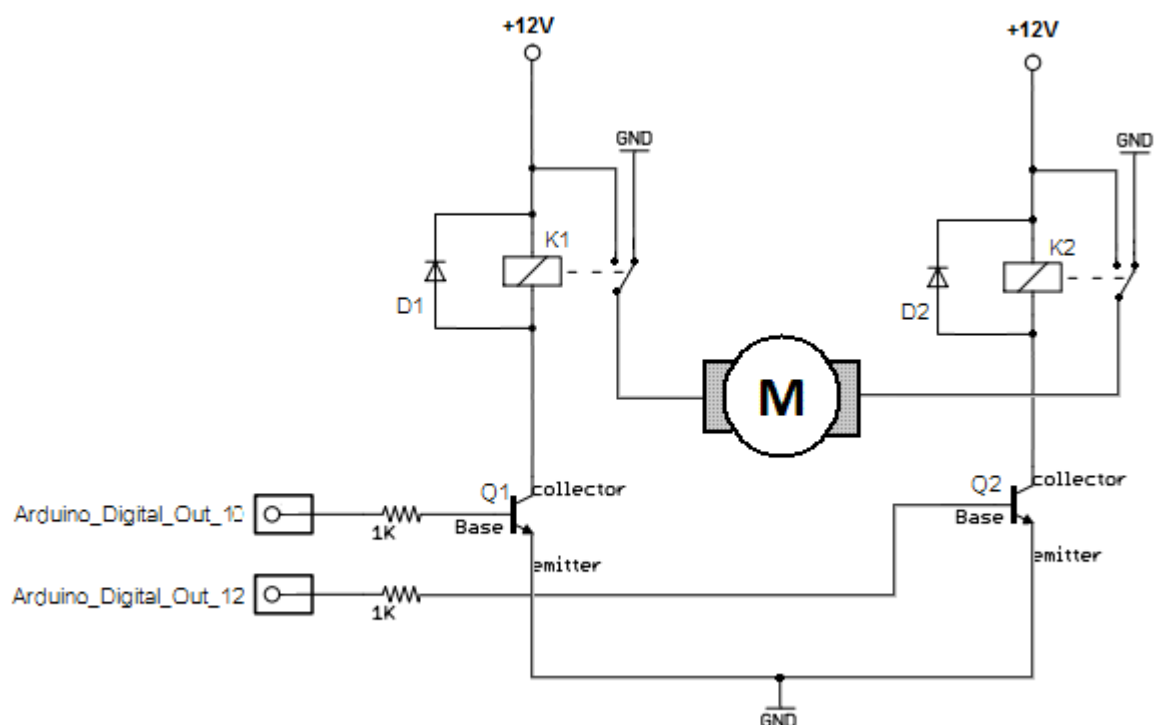 +12V
+12V
GND
GND
K1
K2
D1
D2
M
Q1
collector
Q2
collector
Arduino_Digital_Out_10
1K
Base
Base
emitter
emitter
Arduino_Digital_Out_12
1K
GND